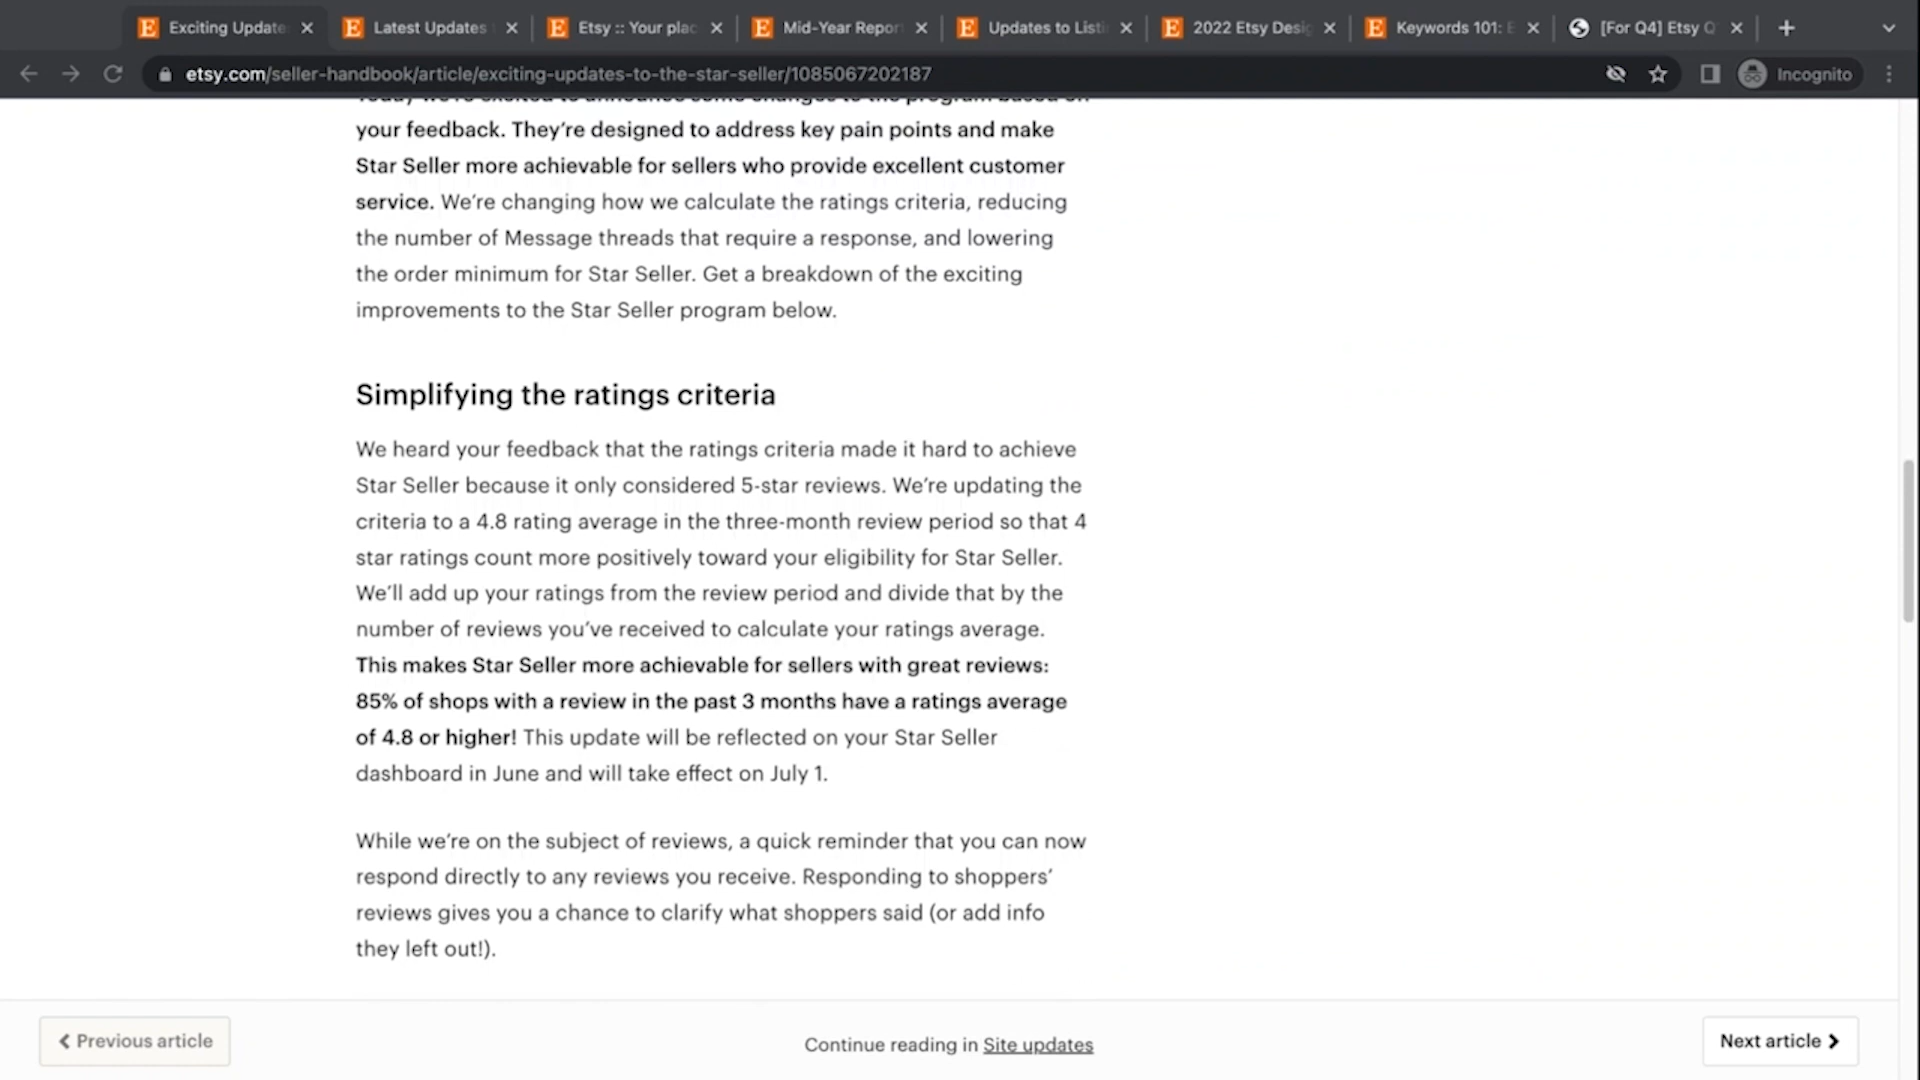 Exciting Update
Latest Updates
Etsy :: Your plac
Mid-Year Repor
Updates to Listi
2022 Etsy Desig
Keywords 101: E
[For Q4] Etsy Q
etsy.com/seller-handbook/article/exciting-updates-to-the-star-seller/1085067202187
Incognito
Today we're excited to announce some changes to the program based on
your feedback. They're designed to address key pain points and make
Star Seller more achievable for sellers who provide excellent customer
service. We're changing how we calculate the ratings criteria, reducing
the number of Message threads that require a response, and lowering
the order minimum for Star Seller. Get a breakdown of the exciting
improvements to the Star Seller program below.
Simplifying the ratings criteria
We heard your feedback that the ratings criteria made it hard to achieve
Star Seller because it only considered 5-star reviews. We're updating the
criteria to a 4.8 rating average in the three-month review period so that 4
star ratings count more positively toward your eligibility for Star Seller.
We'll add up your ratings from the review period and divide that by the
number of reviews you've received to calculate your ratings average.
This makes Star Seller more achievable for sellers with great reviews:
85% of shops with a review in the past 3 months have a ratings average
of 4.8 or higher! This update will be reflected on your Star Seller
dashboard in June and will take effect on July 1.
While we're on the subject of reviews, a quick reminder that you can now
respond directly to any reviews you receive. Responding to shoppers'
reviews gives you a chance to clarify what shoppers said (or add info
they left out!).
Previous article
Continue reading in Site updates
Next article